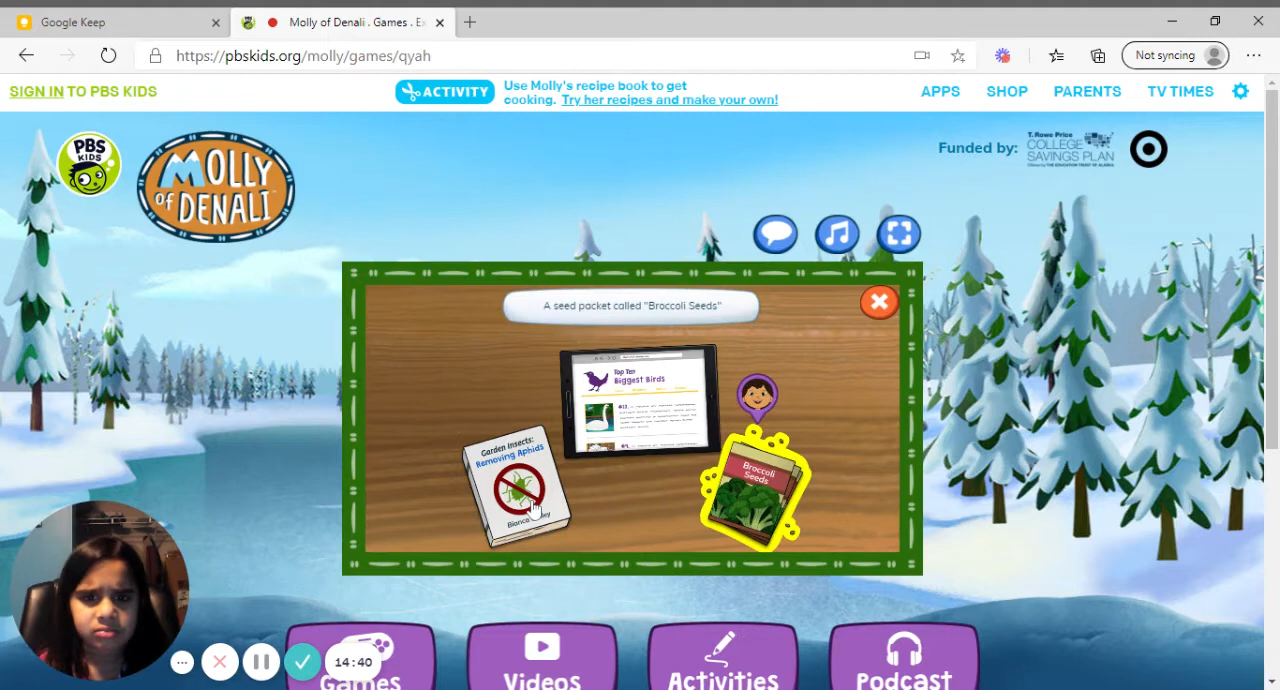 Google Keep
Molly of Denali . Games . Ex
https://pbskids.org/molly/games/qyah
Not syncing
SIGN IN TO PBS KIDS
ACTIVITY
Use Molly's recipe book to get
cooking. Try her recipes and make your own!
APPS
SHOP
PARENTS
TV TIMES
PBS
KIDS
MOLLY
OF DENALI
Funded by:
T. Rowe Price
COLLEGE
SAVINGS PLAN
A seed packet called "Broccoli Seeds"
Top Ten
Biggest Birds
Garden Insects:
Removing Aphids
Broccoli
Seeds
14:40
Games
Videos
Activities
Podcast